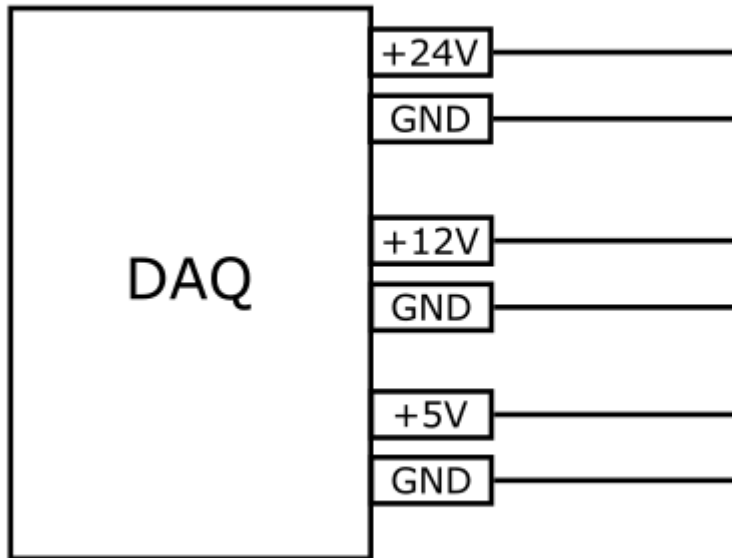 +24V
GND
+12V
DAQ
GND
+5V
GND